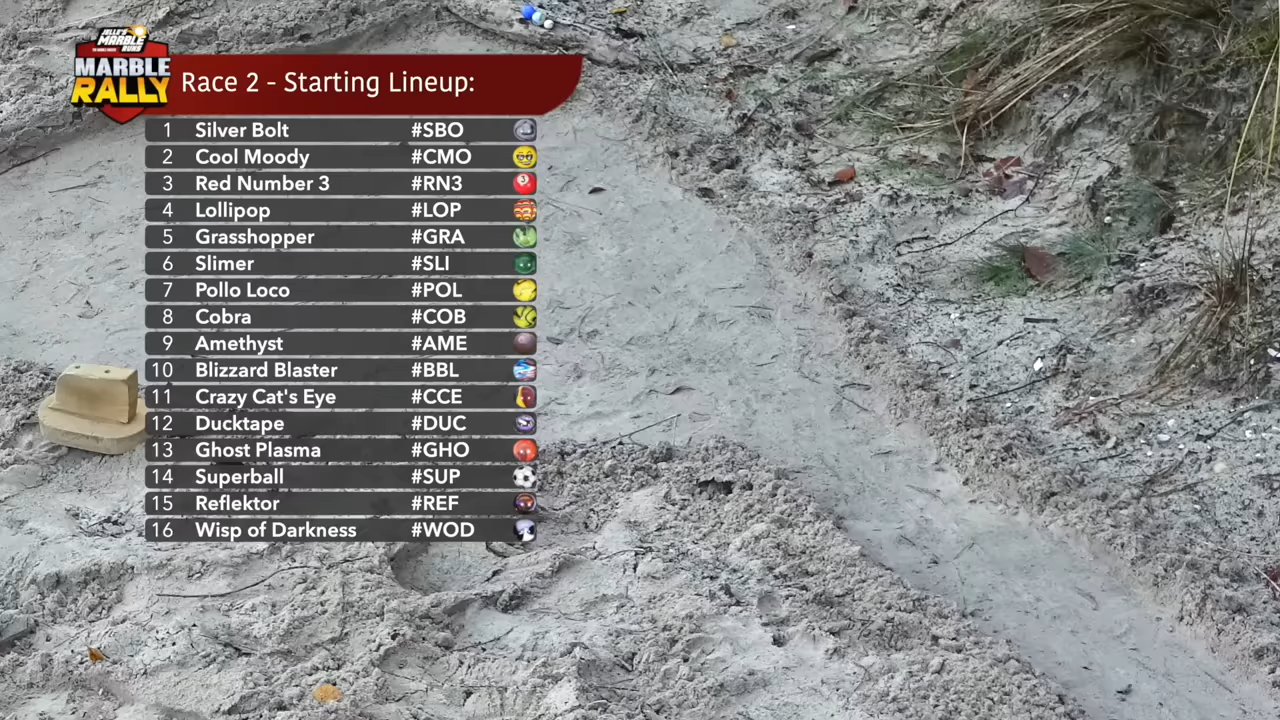 JELLE'S
MARBLE
RUNS
MARBLE
RALLY
Race 2 - Starting Lineup:
1 Silver Bolt #SBO
2 Cool Moody #CMO
3 Red Number 3 #RN3
4 Lollipop #LOP
5 Grasshopper #GRA
6 Slimer #SLI
7 Pollo Loco #POL
8 Cobra #COB
9 Amethyst #AME
10 Blizzard Blaster #BBL
11 Crazy Cat's Eye #CCE
12 Ducktape #DUC
13 Ghost Plasma #GHO
14 Superball #SUP
15 Reflektor #REF
16 Wisp of Darkness #WOD